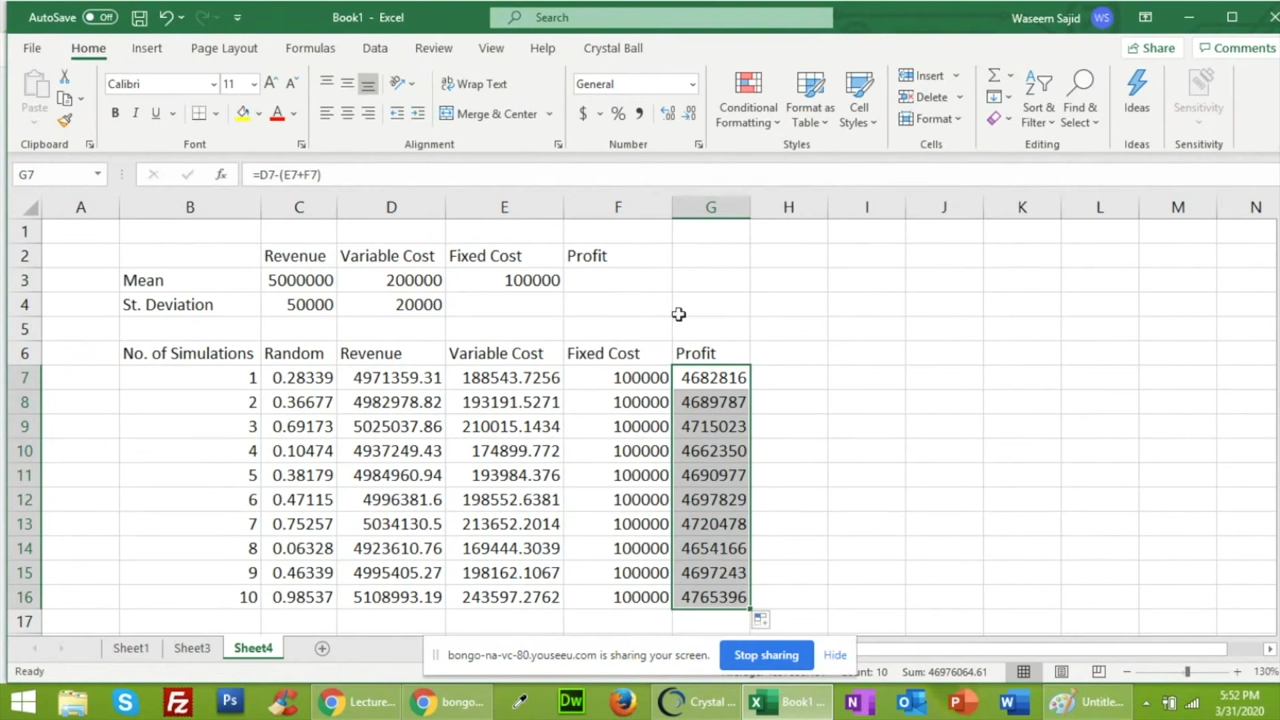 AutoSave Off Book1 - Excel Search Waseem Sajid WS
File Home Insert Page Layout Formulas Data Review View Help Crystal Ball Share Comments
Paste Calibri 11 A A Wrap Text General Conditional Formatting Format as Table Cell Styles Insert Delete Format Sort & Filter Find & Select Ideas Sensitivity
B I U A Merge & Center $ % ,
Clipboard Font Alignment Number Styles Cells Editing Ideas Sensitivity
G7 fx =D7-(E7+F7)
A B C D E F G H I J K L M N
1
2 Revenue Variable Cost Fixed Cost Profit
3 Mean 5000000 200000 100000
4 St. Deviation 50000 20000
5
6 No. of Simulations Random Revenue Variable Cost Fixed Cost Profit
7 1 0.28339 4971359.31 188543.7256 100000 4682816
8 2 0.36677 4982978.82 193191.5271 100000 4689787
9 3 0.69173 5025037.86 210015.1434 100000 4715023
10 4 0.10474 4937249.43 174899.772 100000 4662350
11 5 0.38179 4984960.94 193984.376 100000 4690977
12 6 0.47115 4996381.6 198552.6381 100000 4697829
13 7 0.75257 5034130.5 213652.2014 100000 4720478
14 8 0.06328 4923610.76 169444.3039 100000 4654166
15 9 0.46339 4995405.27 198162.1067 100000 4697243
16 10 0.98537 5108993.19 243597.2762 100000 4765396
17
Sheet1 Sheet3 Sheet4
bongo-na-vc-80.youseeu.com is sharing your screen. Stop sharing Hide
Ready Count: 10 Sum: 46976064.61 130%
Lecture... bongo... Crystal ... Book1 ... Untitle... 5:52 PM
3/31/2020